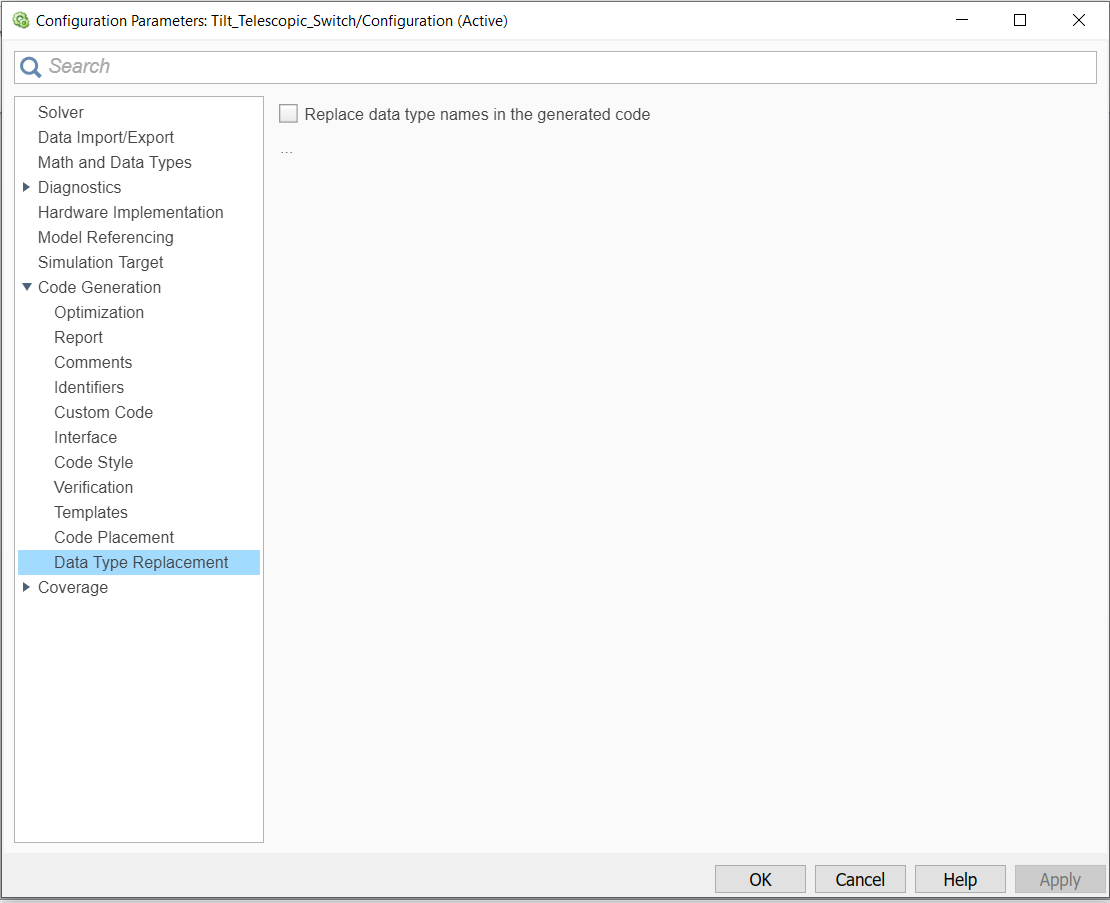 Configuration Parameters: Tilt_Telescopic_Switch/Configuration (Active)
Search
Solver
Data Import/Export
Math and Data Types
Diagnostics
Hardware Implementation
Model Referencing
Simulation Target
Code Generation
Optimization
Report
Comments
Identifiers
Custom Code
Interface
Code Style
Verification
Templates
Code Placement
Data Type Replacement
Coverage
Replace data type names in the generated code
...
OK
Cancel
Help
Apply